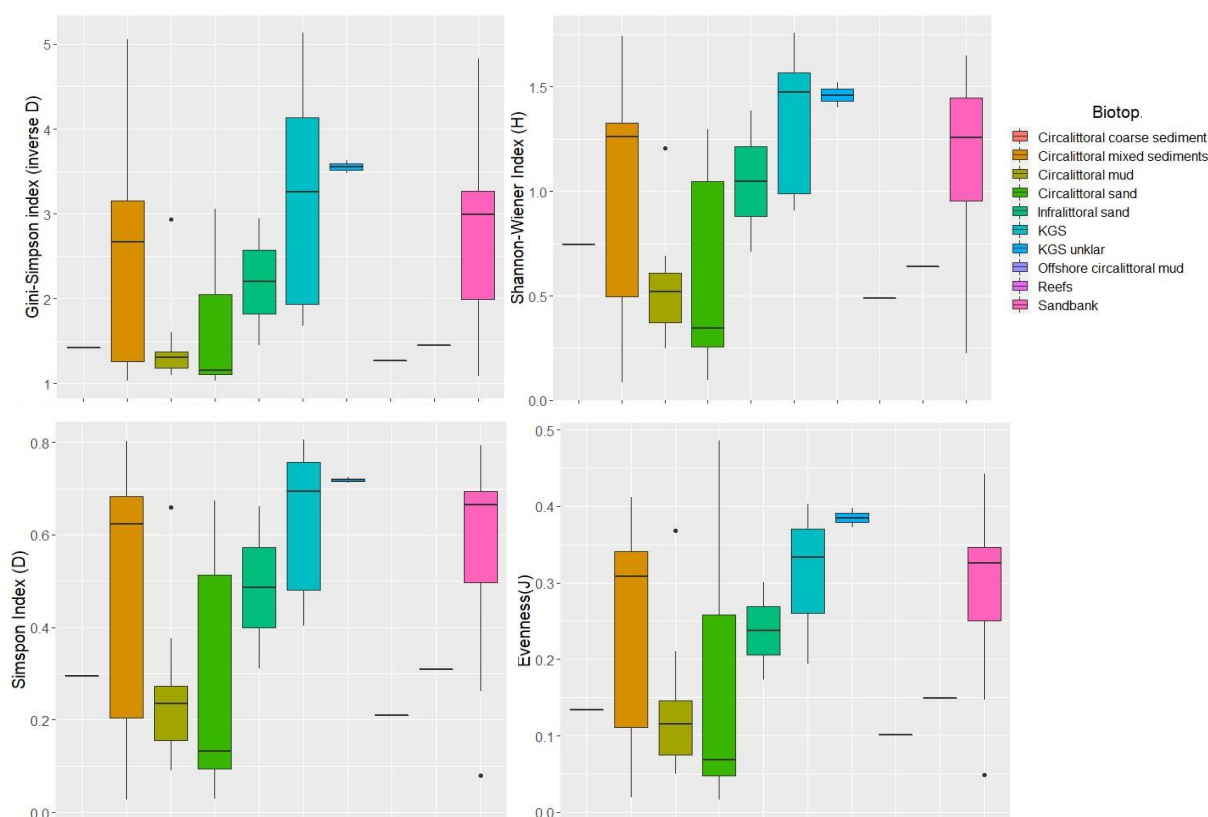 Gini-Simpson index (inverse D)
5
4
3
2
1
Shannon-Wiener Index (H)
1.5
1.0
0.5
0.0
Biotop.
Circalittoral coarse sediment
Circalittoral mixed sediments
Circalittoral mud
Circalittoral sand
Infralittoral sand
KGS
KGS unklar
Offshore circalittoral mud
Reefs
Sandbank
Simspon Index (D)
0.8
0.6
0.4
0.2
0.0
Evenness(J)
0.5
0.4
0.3
0.2
0.1
0.0